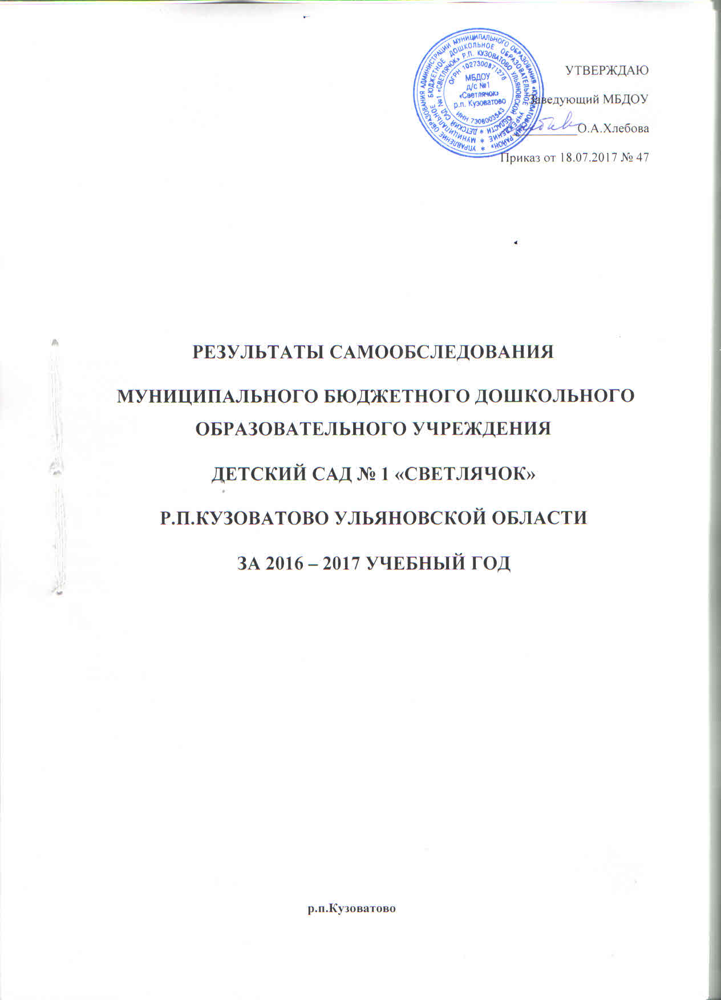 УТВЕРЖДАЮ
Заведующий МБДОУ
О.А.Хлебова
Приказ от 18.07.2017 № 47
УПРАВЛЕНИЕ ОБРАЗОВАНИЯ АДМИНИСТРАЦИИ МУНИЦИПАЛЬНОГО ОБРАЗОВАНИЯ «КУЗОВАТОВСКИЙ РАЙОН» *
МУНИЦИПАЛЬНОЕ БЮДЖЕТНОЕ ДОШКОЛЬНОЕ ОБРАЗОВАТЕЛЬНОЕ УЧРЕЖДЕНИЕ *
ДЕТСКИЙ САД №1 «СВЕТЛЯЧОК» Р.П. КУЗОВАТОВО УЛЬЯНОВСКОЙ ОБЛАСТИ *
ОГРН 1027300871276
МБДОУ
д/с №1
«Светлячок»
р.п. Кузоватово
ИНН 7308003543
РЕЗУЛЬТАТЫ САМООБСЛЕДОВАНИЯ
МУНИЦИПАЛЬНОГО БЮДЖЕТНОГО ДОШКОЛЬНОГО
ОБРАЗОВАТЕЛЬНОГО УЧРЕЖДЕНИЯ
ДЕТСКИЙ САД № 1 «СВЕТЛЯЧОК»
Р.П.КУЗОВАТОВО УЛЬЯНОВСКОЙ ОБЛАСТИ
ЗА 2016 – 2017 УЧЕБНЫЙ ГОД
р.п.Кузоватово